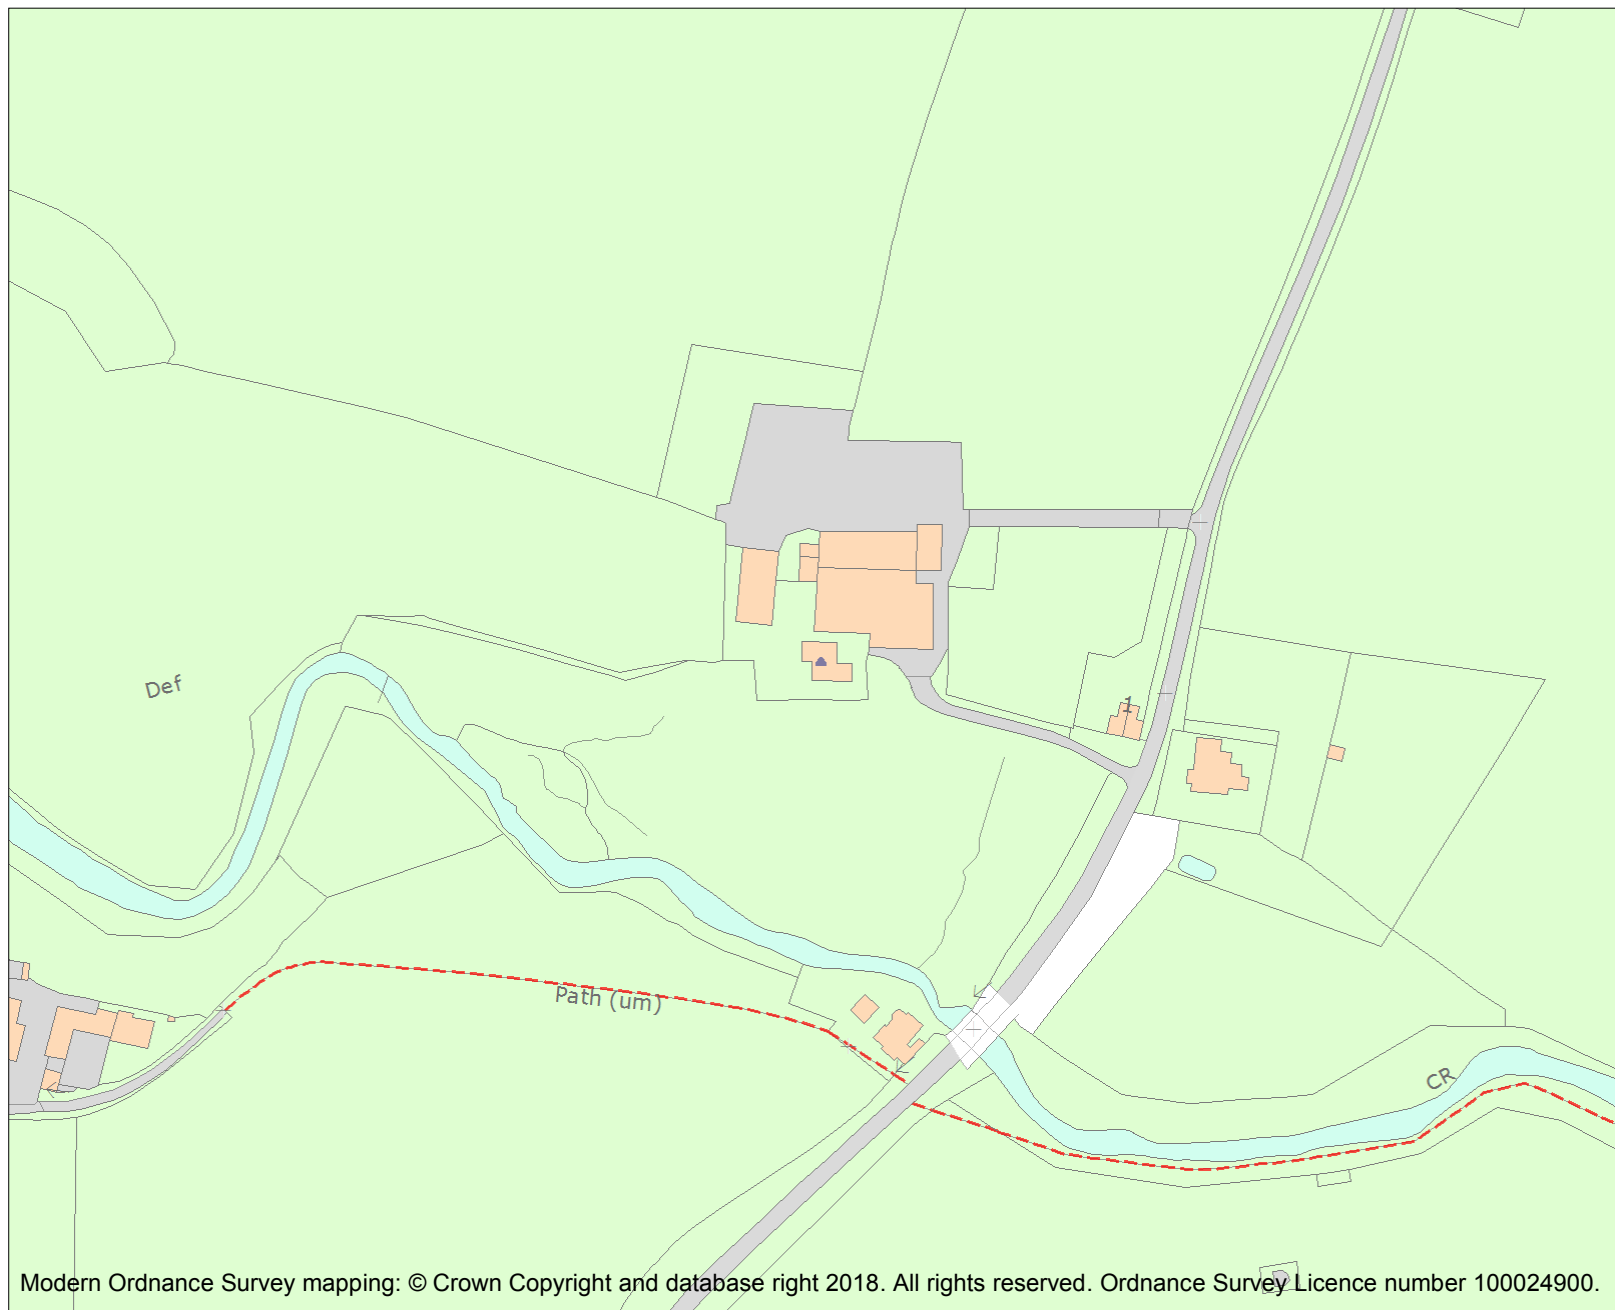 Def
1
Path (um)
CR
Modern Ordnance Survey mapping: © Crown Copyright and database right 2018. All rights reserved. Ordnance Survey Licence number 100024900.